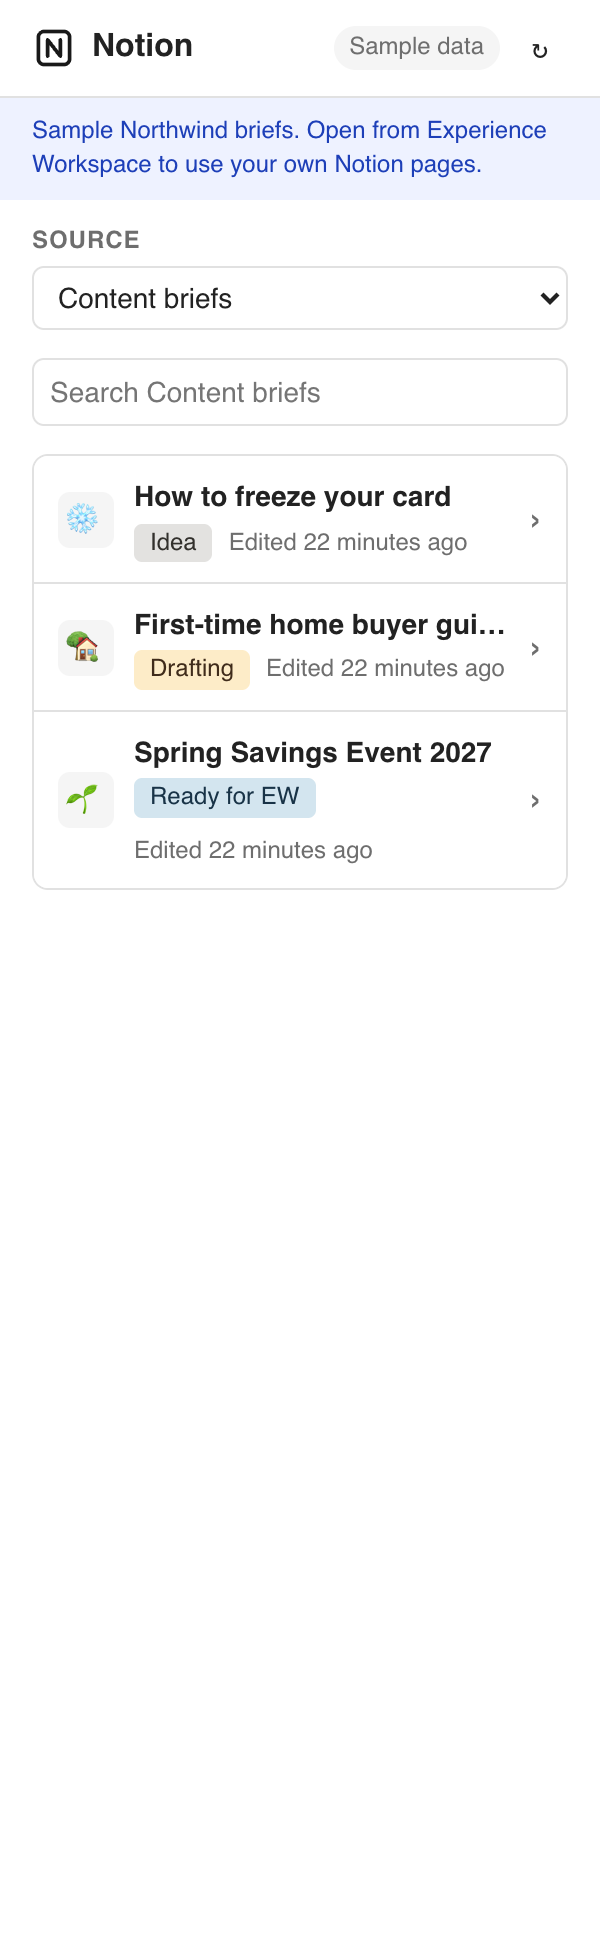 Notion
Sample data
Sample Northwind briefs. Open from Experience
Workspace to use your own Notion pages.
SOURCE
Content briefs
Search Content briefs
How to freeze your card
Idea
Edited 22 minutes ago
First-time home buyer gui…
Drafting
Edited 22 minutes ago
Spring Savings Event 2027
Ready for EW
Edited 22 minutes ago